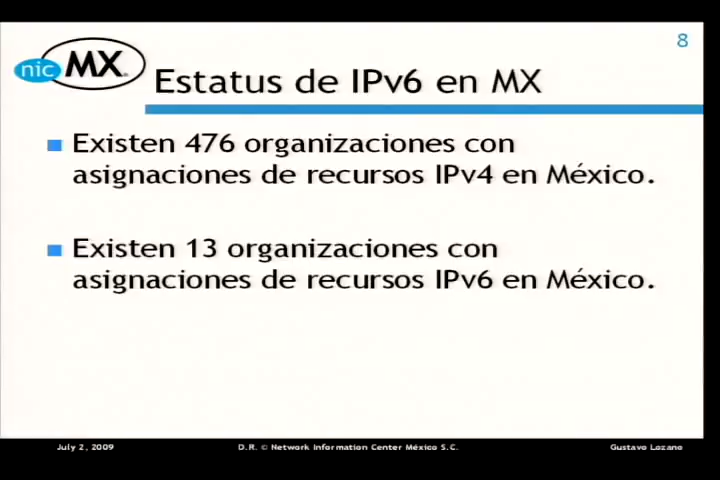 8
nic MX
Estatus de IPv6 en MX
Existen 476 organizaciones con
asignaciones de recursos IPv4 en México.
Existen 13 organizaciones con
asignaciones de recursos IPv6 en México.
July 2, 2009 D.R. © Network Information Center México S.C. Gustavo Lozano